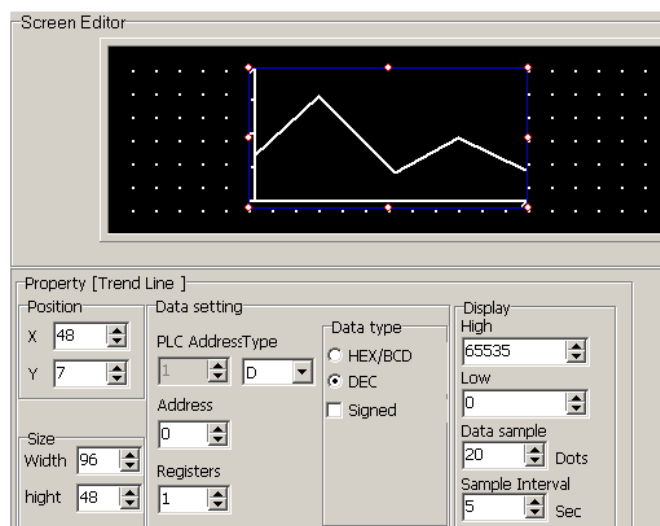 Screen Editor
Property [Trend Line ]
Position
X 48
Y 7
Size
Width 96
hight 48
Data setting
PLC Address Type
1 D
Address
0
Registers
1
Data type
HEX/BCD
DEC
Signed
Display
High
65535
Low
0
Data sample
20 Dots
Sample Interval
5 Sec